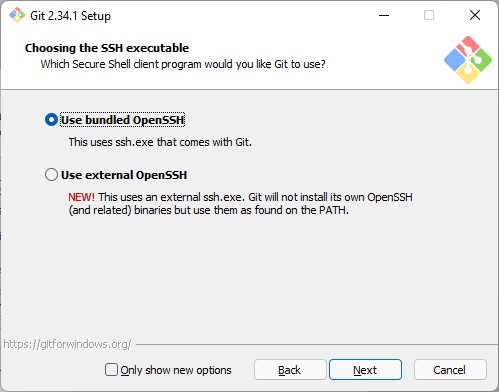 Git 2.34.1 Setup
Choosing the SSH executable
Which Secure Shell client program would you like Git to use?
Use bundled OpenSSH
This uses ssh.exe that comes with Git.
Use external OpenSSH
NEW! This uses an external ssh.exe. Git will not install its own OpenSSH
(and related) binaries but use them as found on the PATH.
https://gitforwindows.org/
Only show new options
Back
Next
Cancel